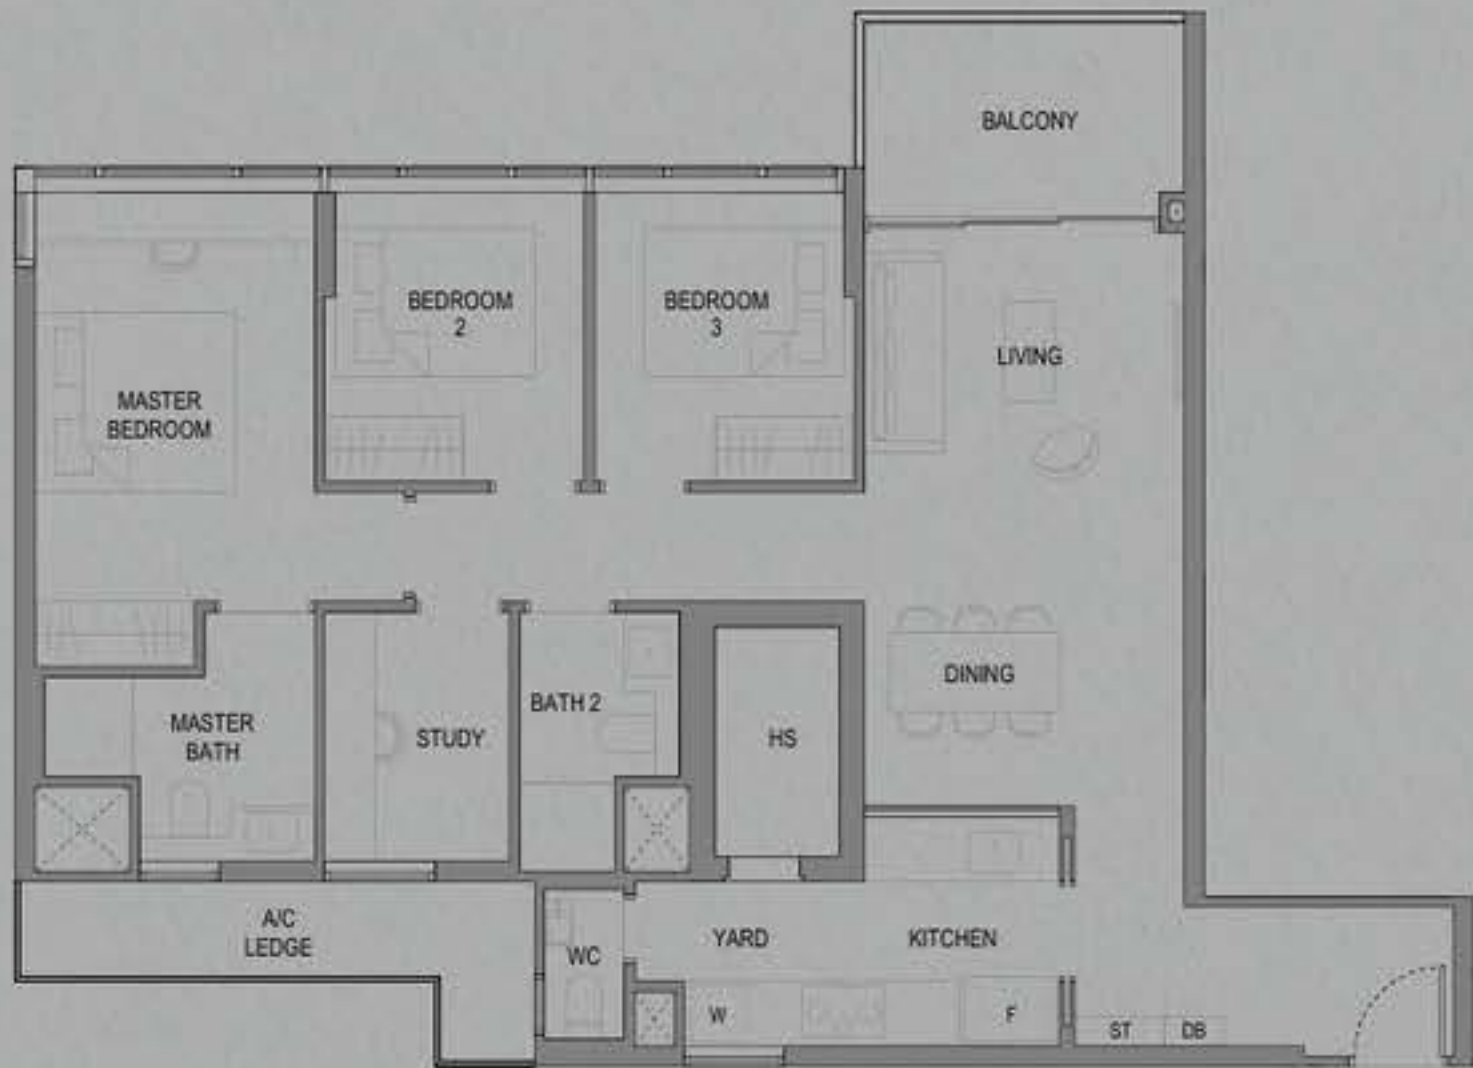 BALCONY
BEDROOM
2
BEDROOM
3
LIVING
MASTER
BEDROOM
DINING
MASTER
BATH
STUDY
BATH 2
HS
A/C
LEDGE
WC
YARD
KITCHEN
W
F
ST
DB